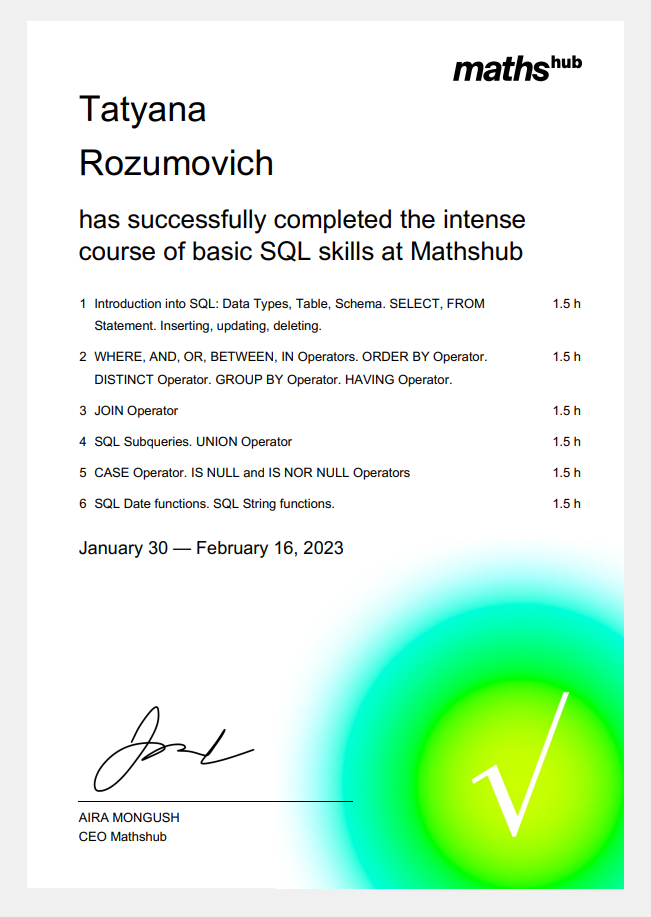 maths hub
Tatyana
Rozumovich
has successfully completed the intense
course of basic SQL skills at Mathshub
1 Introduction into SQL: Data Types, Table, Schema. SELECT, FROM 1.5 h
Statement. Inserting, updating, deleting.
2 WHERE, AND, OR, BETWEEN, IN Operators. ORDER BY Operator. 1.5 h
DISTINCT Operator. GROUP BY Operator. HAVING Operator.
3 JOIN Operator 1.5 h
4 SQL Subqueries. UNION Operator 1.5 h
5 CASE Operator. IS NULL and IS NOR NULL Operators 1.5 h
6 SQL Date functions. SQL String functions. 1.5 h
January 30 — February 16, 2023
√
AIRA MONGUSH
CEO Mathshub